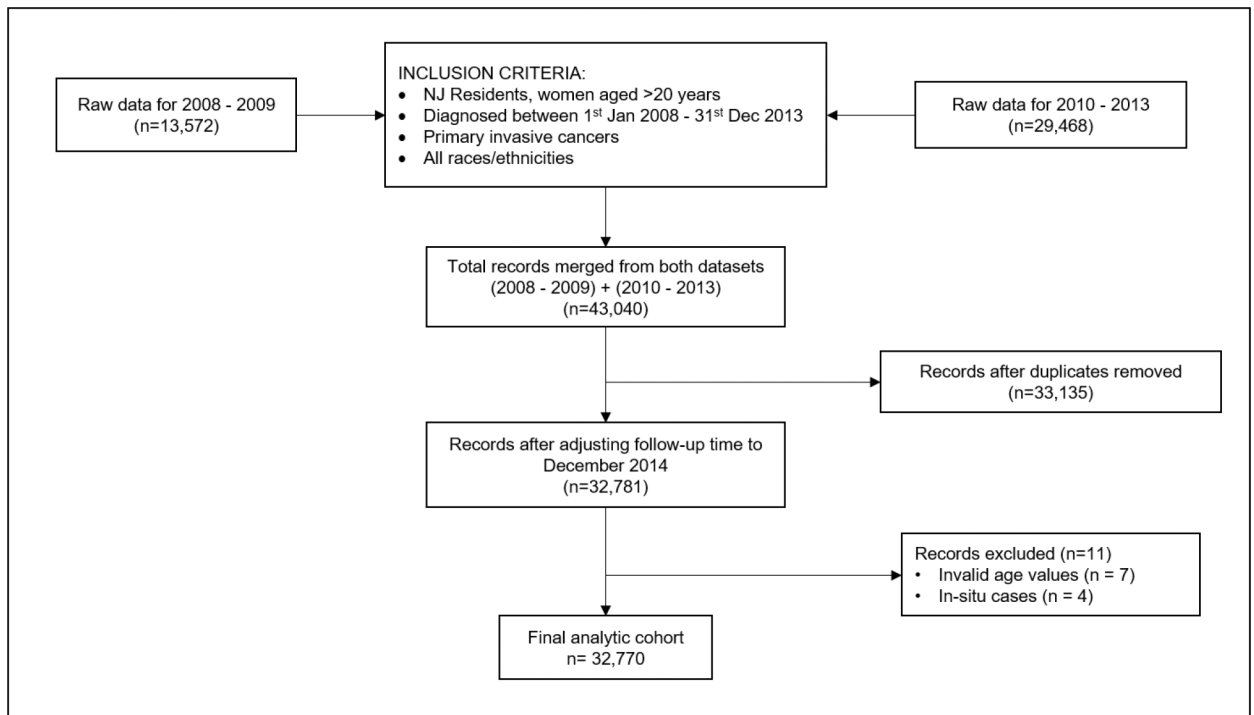 Raw data for 2008 - 2009
(n=13,572)
INCLUSION CRITERIA:
• NJ Residents, women aged >20 years
• Diagnosed between 1st Jan 2008 - 31st Dec 2013
• Primary invasive cancers
• All races/ethnicities
Raw data for 2010 - 2013
(n=29,468)
Total records merged from both datasets
(2008 - 2009) + (2010 - 2013)
(n=43,040)
Records after duplicates removed
(n=33,135)
Records after adjusting follow-up time to
December 2014
(n=32,781)
Records excluded (n=11)
• Invalid age values (n = 7)
• In-situ cases (n = 4)
Final analytic cohort
n= 32,770